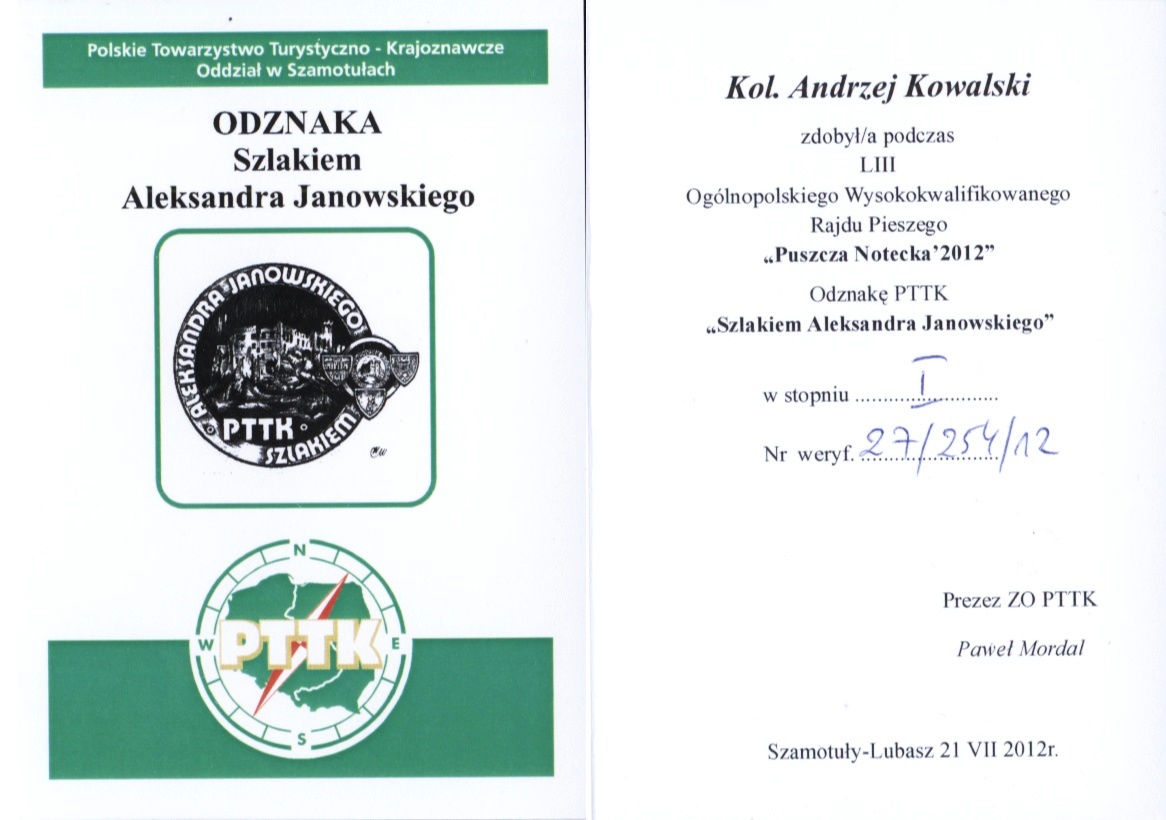 Polskie Towarzystwo Turystyczno - Krajoznawcze
Oddział w Szamotułach
ODZNAKA
Szlakiem
Aleksandra Janowskiego
ALEKSANDRA JANOWSKIEGO
PTTK
SZLAKIEM
N
W
PTTK
E
S
Kol. Andrzej Kowalski
zdobył/a podczas
LIII
Ogólnopolskiego Wysokokwalifikowanego
Rajdu Pieszego
„Puszcza Notecka’2012”
Odznakę PTTK
„Szlakiem Aleksandra Janowskiego”
w stopniu ....... I ..........
Nr weryf. 27/254/12
Prezez ZO PTTK
Paweł Mordal
Szamotuły-Lubasz 21 VII 2012r.